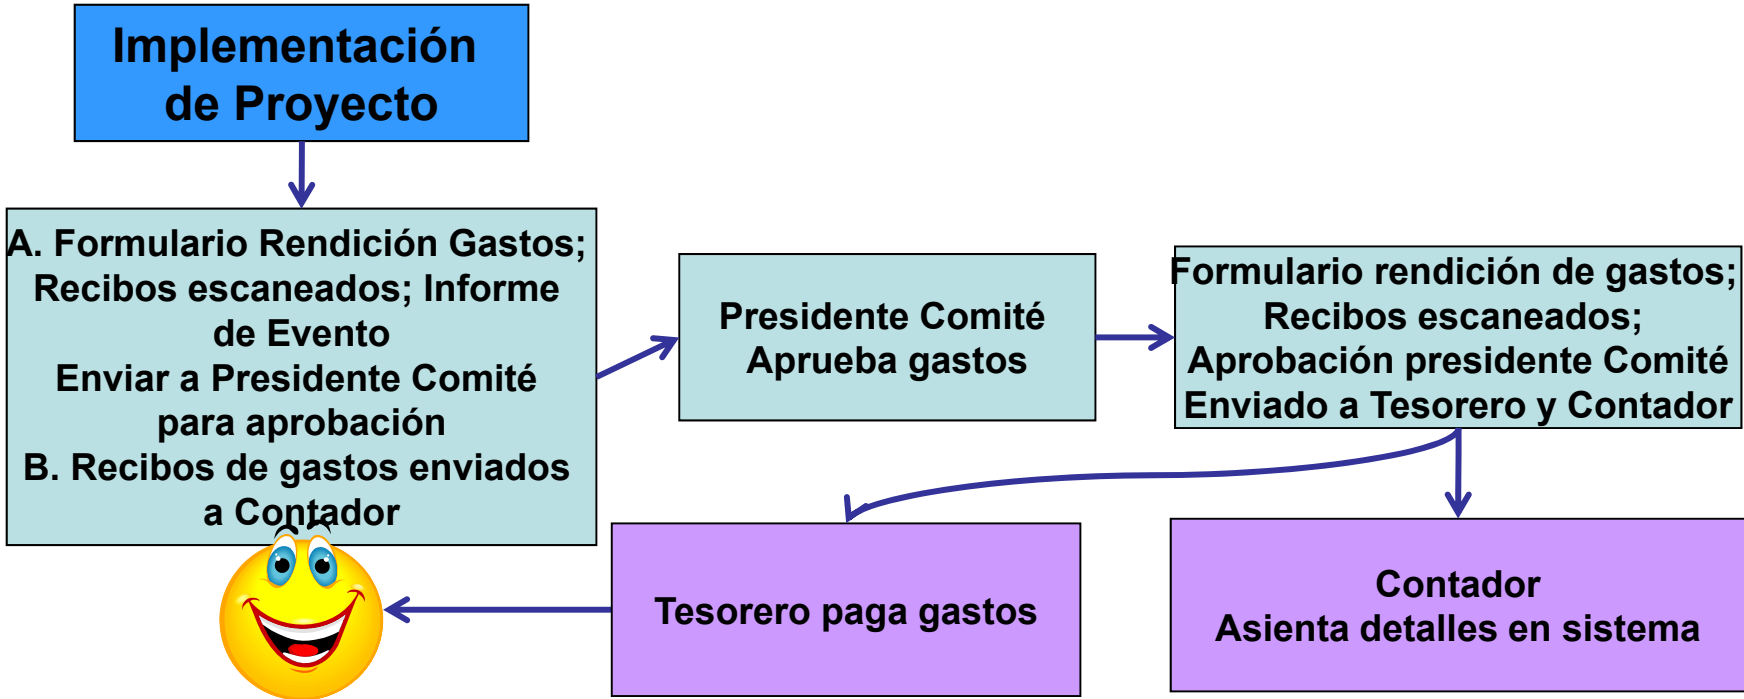 Implementación
de Proyecto
A. Formulario Rendición Gastos;
Recibos escaneados; Informe
de Evento
Enviar a Presidente Comité
para aprobación
B. Recibos de gastos enviados
a Contador
Presidente Comité
Aprueba gastos
Formulario rendición de gastos;
Recibos escaneados;
Aprobación presidente Comité
Enviado a Tesorero y Contador
Tesorero paga gastos
Contador
Asienta detalles en sistema